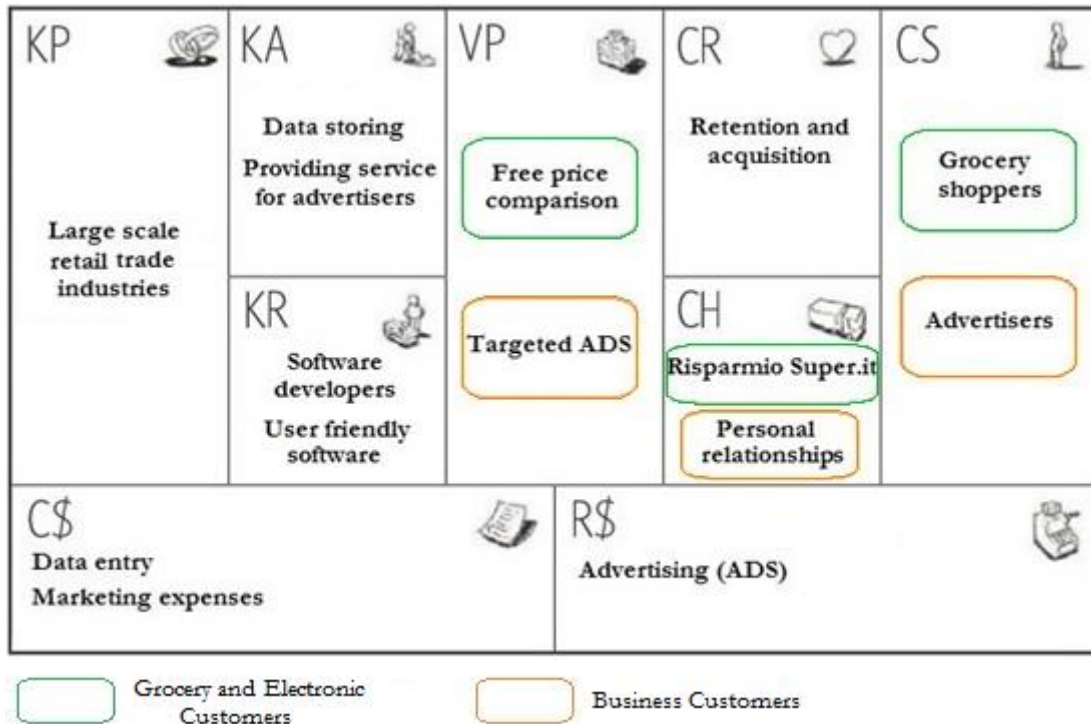 KP
Large scale
retail trade
industries
KA
Data storing
Providing service
for advertisers
KR
Software
developers
User friendly
software
VP
Free price
comparison
Targeted ADS
CR
Retention and
acquisition
CH
Risparmio Super.it
Personal
relationships
CS
Grocery
shoppers
Advertisers
C$
Data entry
Marketing expenses
R$
Advertising (ADS)
Grocery and Electronic
Customers
Business Customers